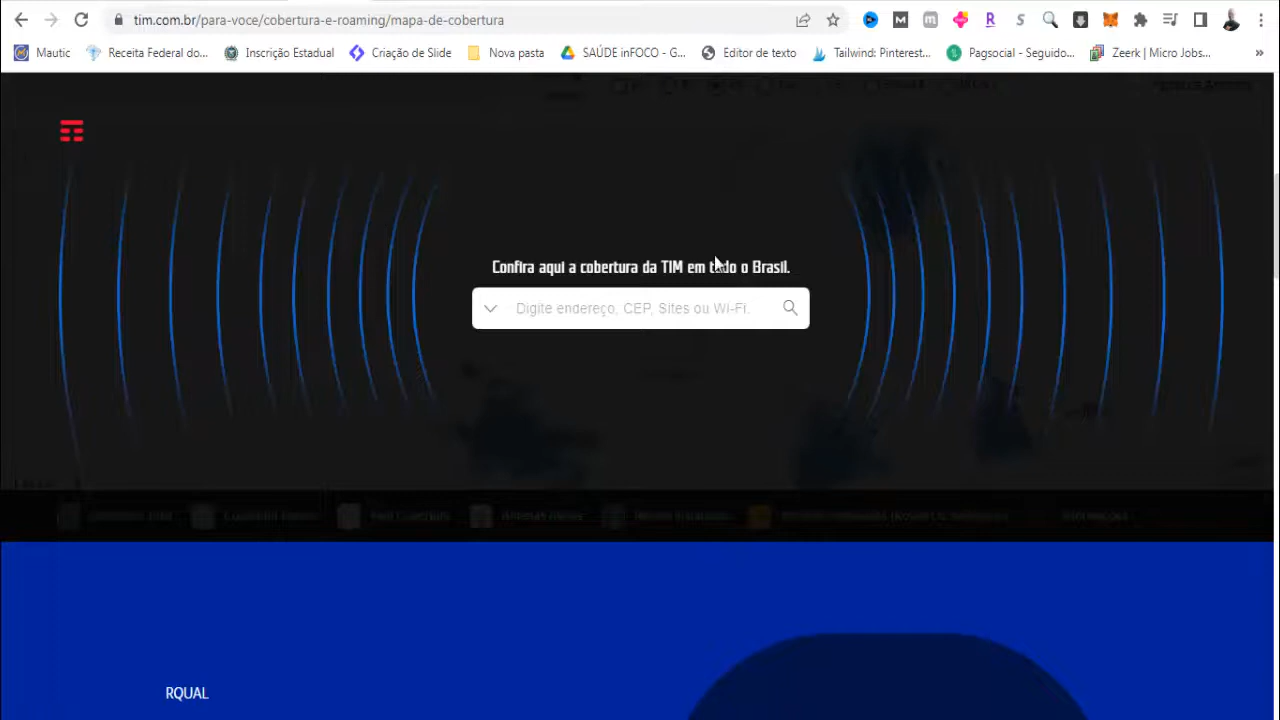 tim.com.br/para-voce/cobertura-e-roaming/mapa-de-cobertura
Mautic
Receita Federal do...
Inscrição Estadual
Criação de Slide
Nova pasta
SAÚDE inFOCO - G...
Editor de texto
Tailwind: Pinterest...
Pagsocial - Seguido...
Zeerk | Micro Jobs...
»
Confira aqui a cobertura da TIM em todo o Brasil.
Digite endereço, CEP, Sites ou Wi-Fi.
RQUAL